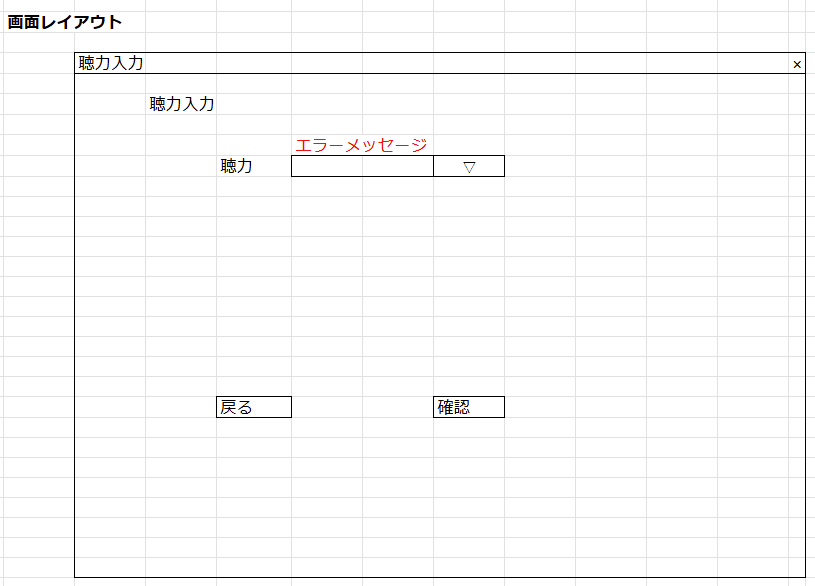 画面レイアウト
聴力入力 ×
聴力入力
エラーメッセージ
聴力 ▽
戻る 確認